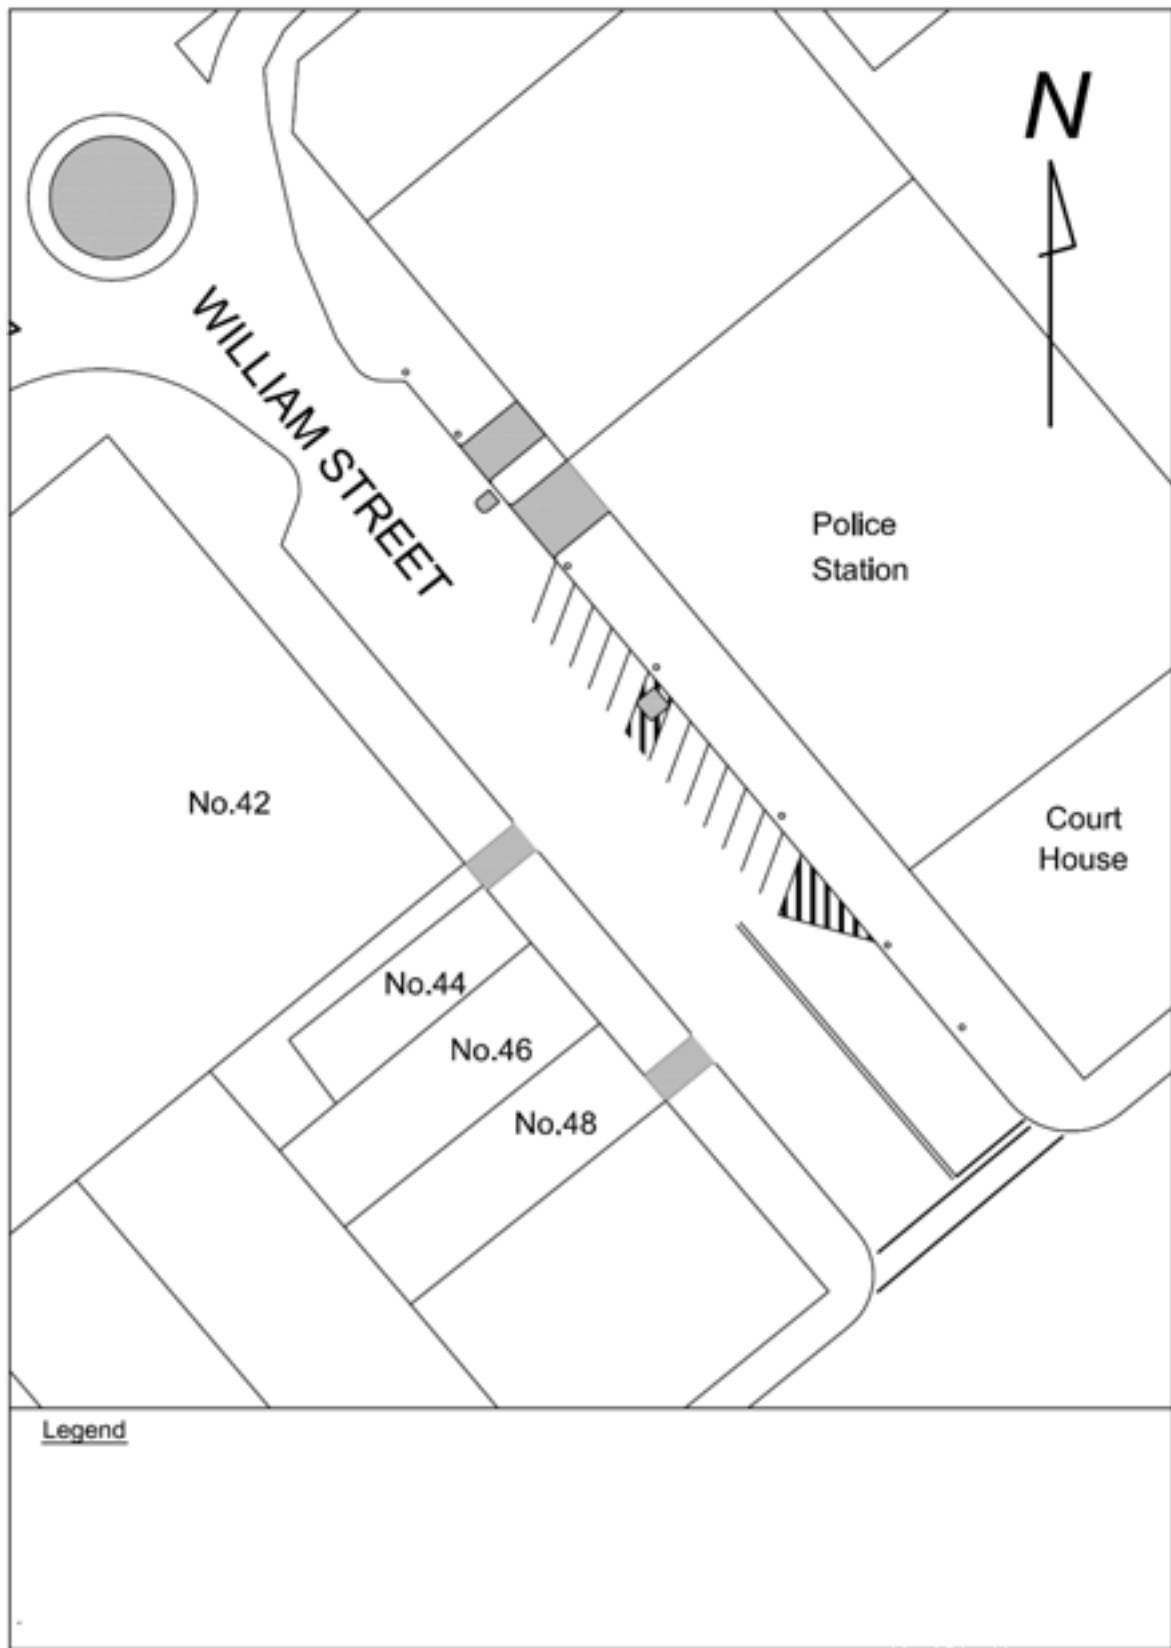 N
WILLIAM STREET
Police
Station
No.42
Court
House
No.44
No.46
No.48
Legend